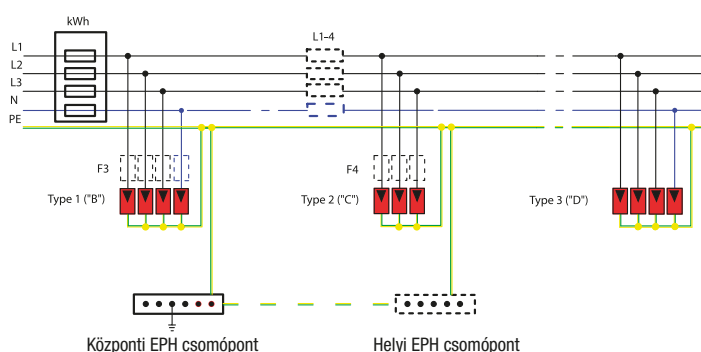 kWh
L1-4
L1
L2
L3
N
PE
F3
F4
Type 1 ("B")
Type 2 ("C")
Type 3 ("D")
Központi EPH csomópont
Helyi EPH csomópont